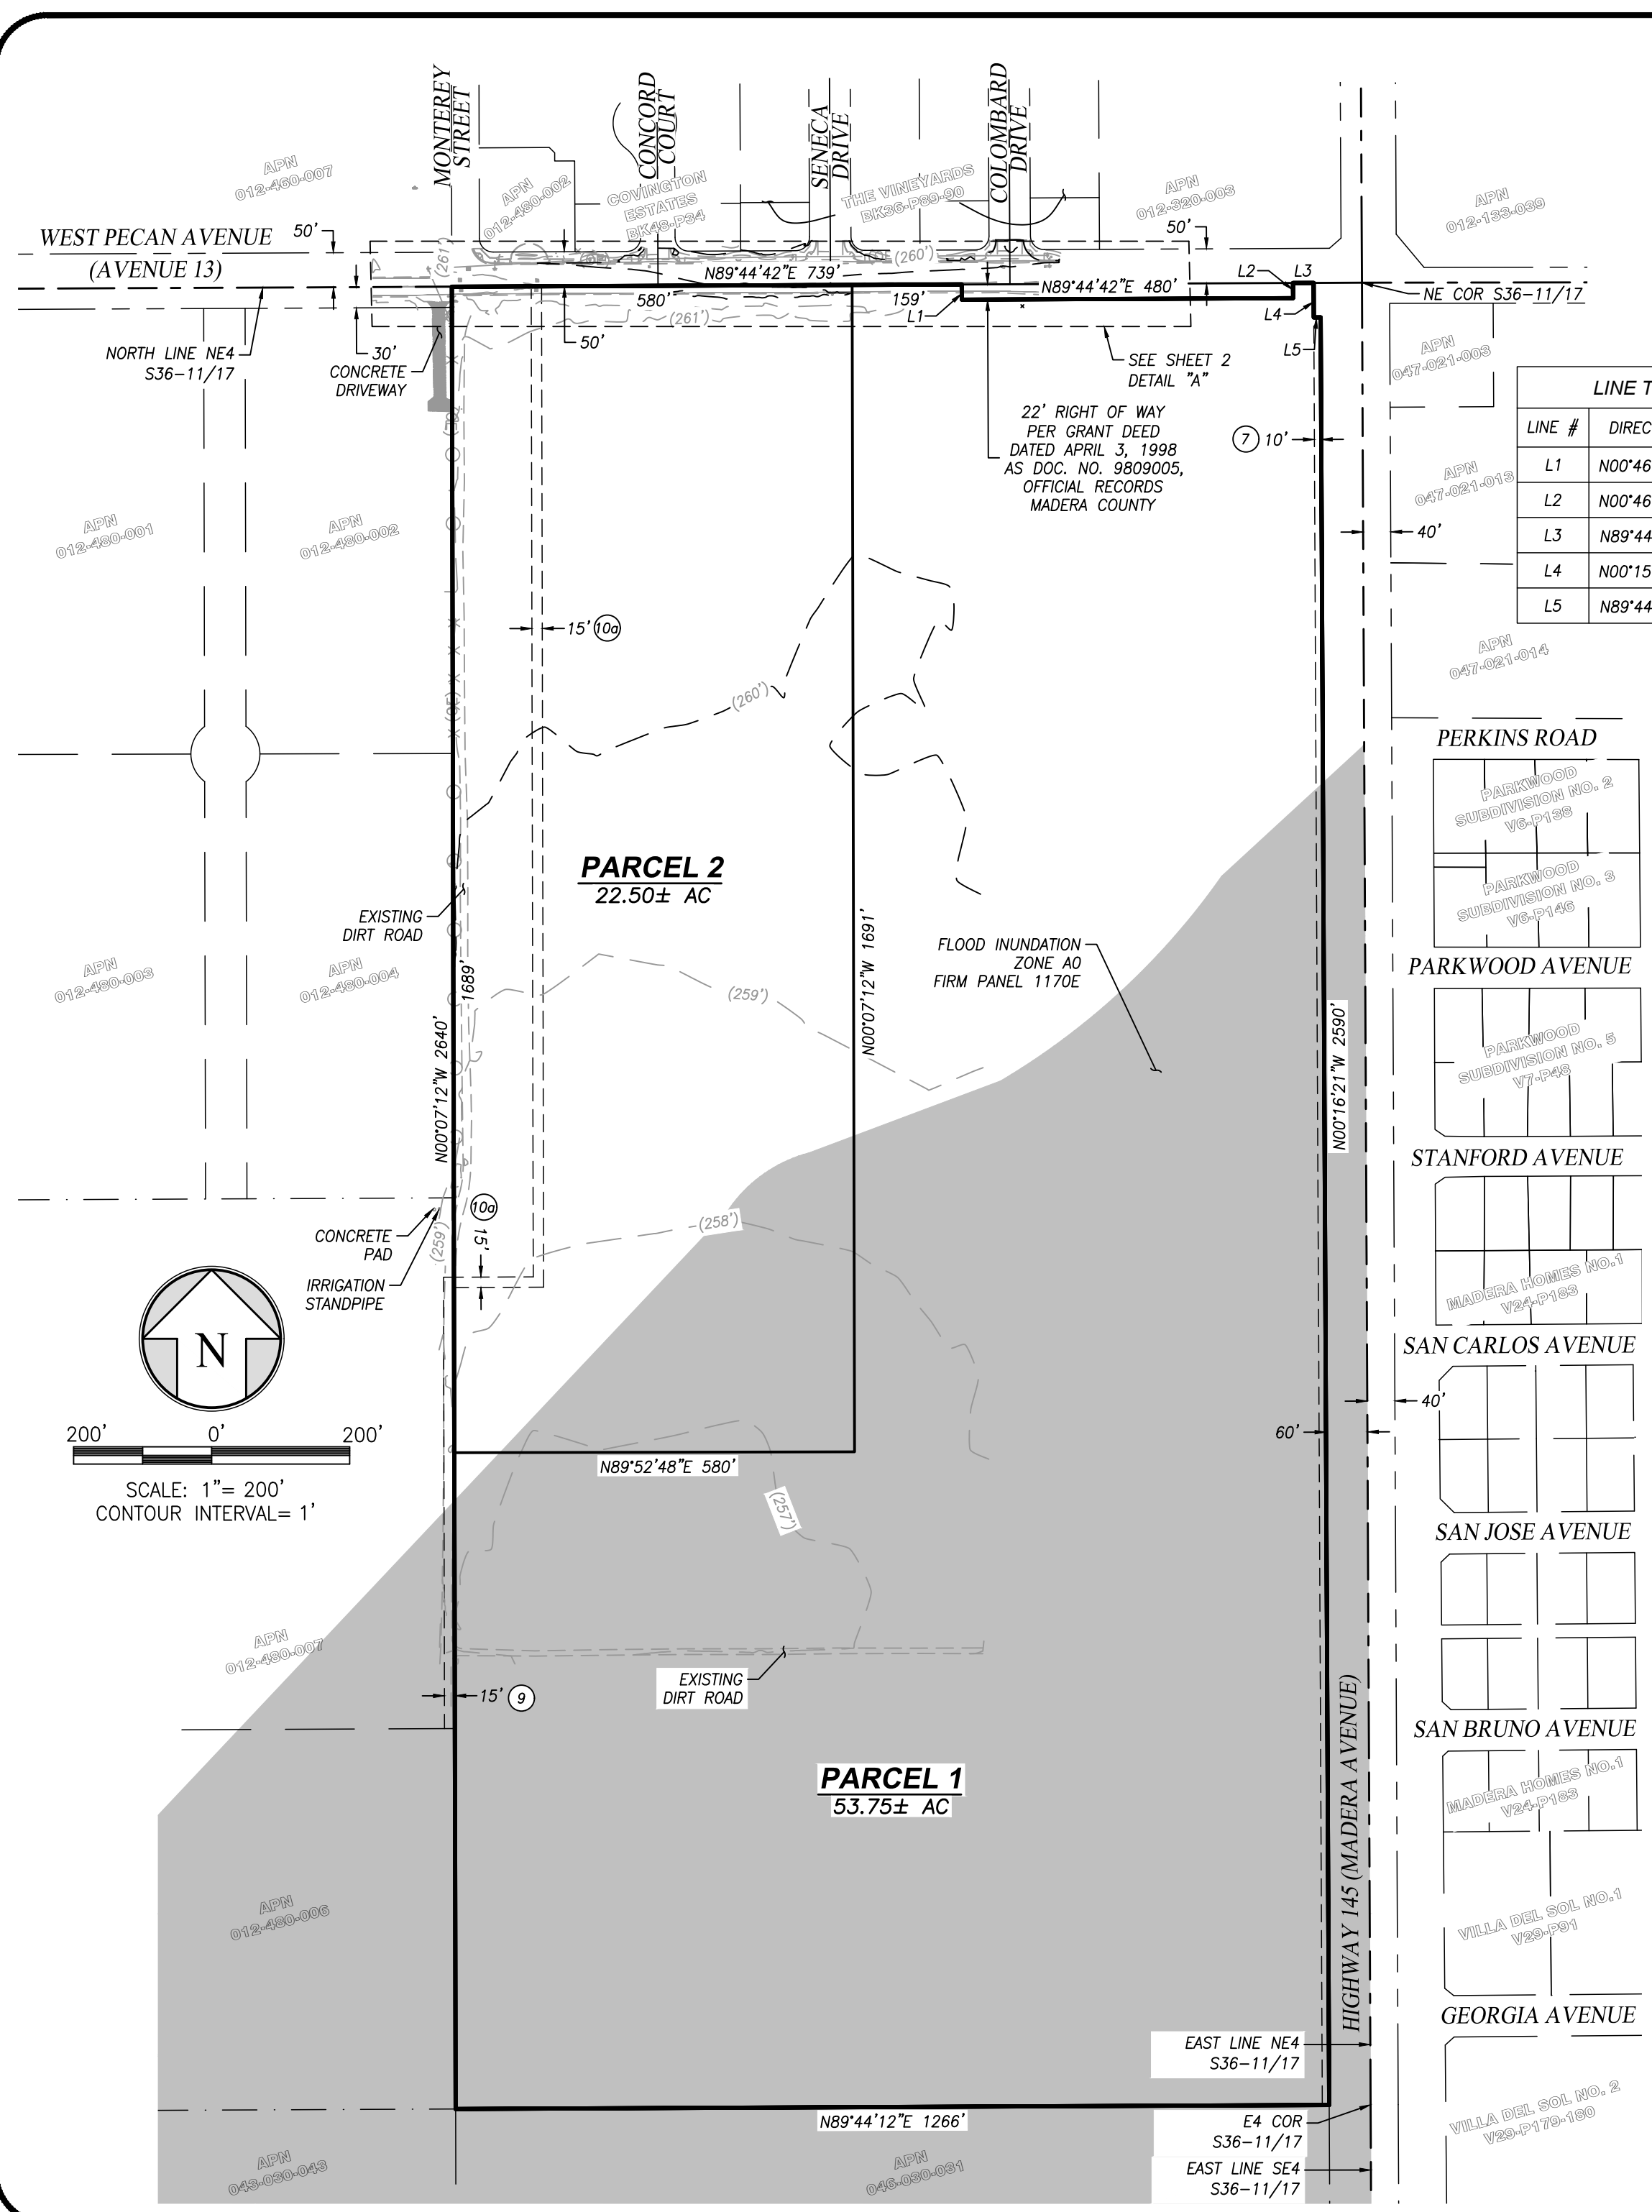 MONTEREY
STREET
CONCORD
COURT
SENECA
DRIVE
COLOMBARD
DRIVE
APN
012-460-007
APN
012-480-002
COVINGTON
ESTATES
BK48-P34
THE VINEYARDS
BK36-P89-90
APN
012-320-003
APN
012-133-039
WEST PECAN AVENUE
(AVENUE 13)
50'
50'
(261')
(260')
N89°44'42"E 739'
N89°44'42"E 480'
L2
L3
NE COR S36-11/17
580'
159'
L1
L4
(261')
50'
L5
NORTH LINE NE4
S36-11/17
30'
CONCRETE
DRIVEWAY
SEE SHEET 2
DETAIL "A"
APN
047-021-003
22' RIGHT OF WAY
PER GRANT DEED
DATED APRIL 3, 1998
AS DOC. NO. 9809005,
OFFICIAL RECORDS
MADERA COUNTY
7 10'
LINE T
LINE # DIREC
L1 N00°46
L2 N00°46
L3 N89°44
L4 N00°15
L5 N89°44
APN
047-021-013
40'
APN
012-480-001
APN
012-480-002
15' 10a
APN
047-021-014
(260')
PERKINS ROAD
PARKWOOD
SUBDIVISION NO. 2
V6-P138
PARCEL 2
22.50± AC
PARKWOOD
SUBDIVISION NO. 3
V6-P146
EXISTING
DIRT ROAD
FLOOD INUNDATION
ZONE AO
FIRM PANEL 1170E
PARKWOOD AVENUE
APN
012-480-003
APN
012-480-004
1689'
N00°07'12"W 2640'
(259')
N00°07'12"W 1691'
N00°16'21"W 2590'
PARKWOOD
SUBDIVISION NO. 5
V7-P48
STANFORD AVENUE
10a
15'
(258')
CONCRETE
PAD
(259')
IRRIGATION
STANDPIPE
MADERA HOMES NO.1
V24-P183
SAN CARLOS AVENUE
N
40'
60'
200' 0' 200'
SCALE: 1"= 200'
CONTOUR INTERVAL= 1'
N89°52'48"E 580'
(257')
SAN JOSE AVENUE
APN
012-480-007
EXISTING
DIRT ROAD
15' 9
HIGHWAY 145 (MADERA AVENUE)
SAN BRUNO AVENUE
PARCEL 1
53.75± AC
MADERA HOMES NO.1
V24-P183
APN
012-480-006
VILLA DEL SOL NO.1
V29-P91
GEORGIA AVENUE
EAST LINE NE4
S36-11/17
N89°44'12"E 1266'
E4 COR
S36-11/17
VILLA DEL SOL NO. 2
V29-P179-180
APN
043-030-043
APN
046-030-031
EAST LINE SE4
S36-11/17